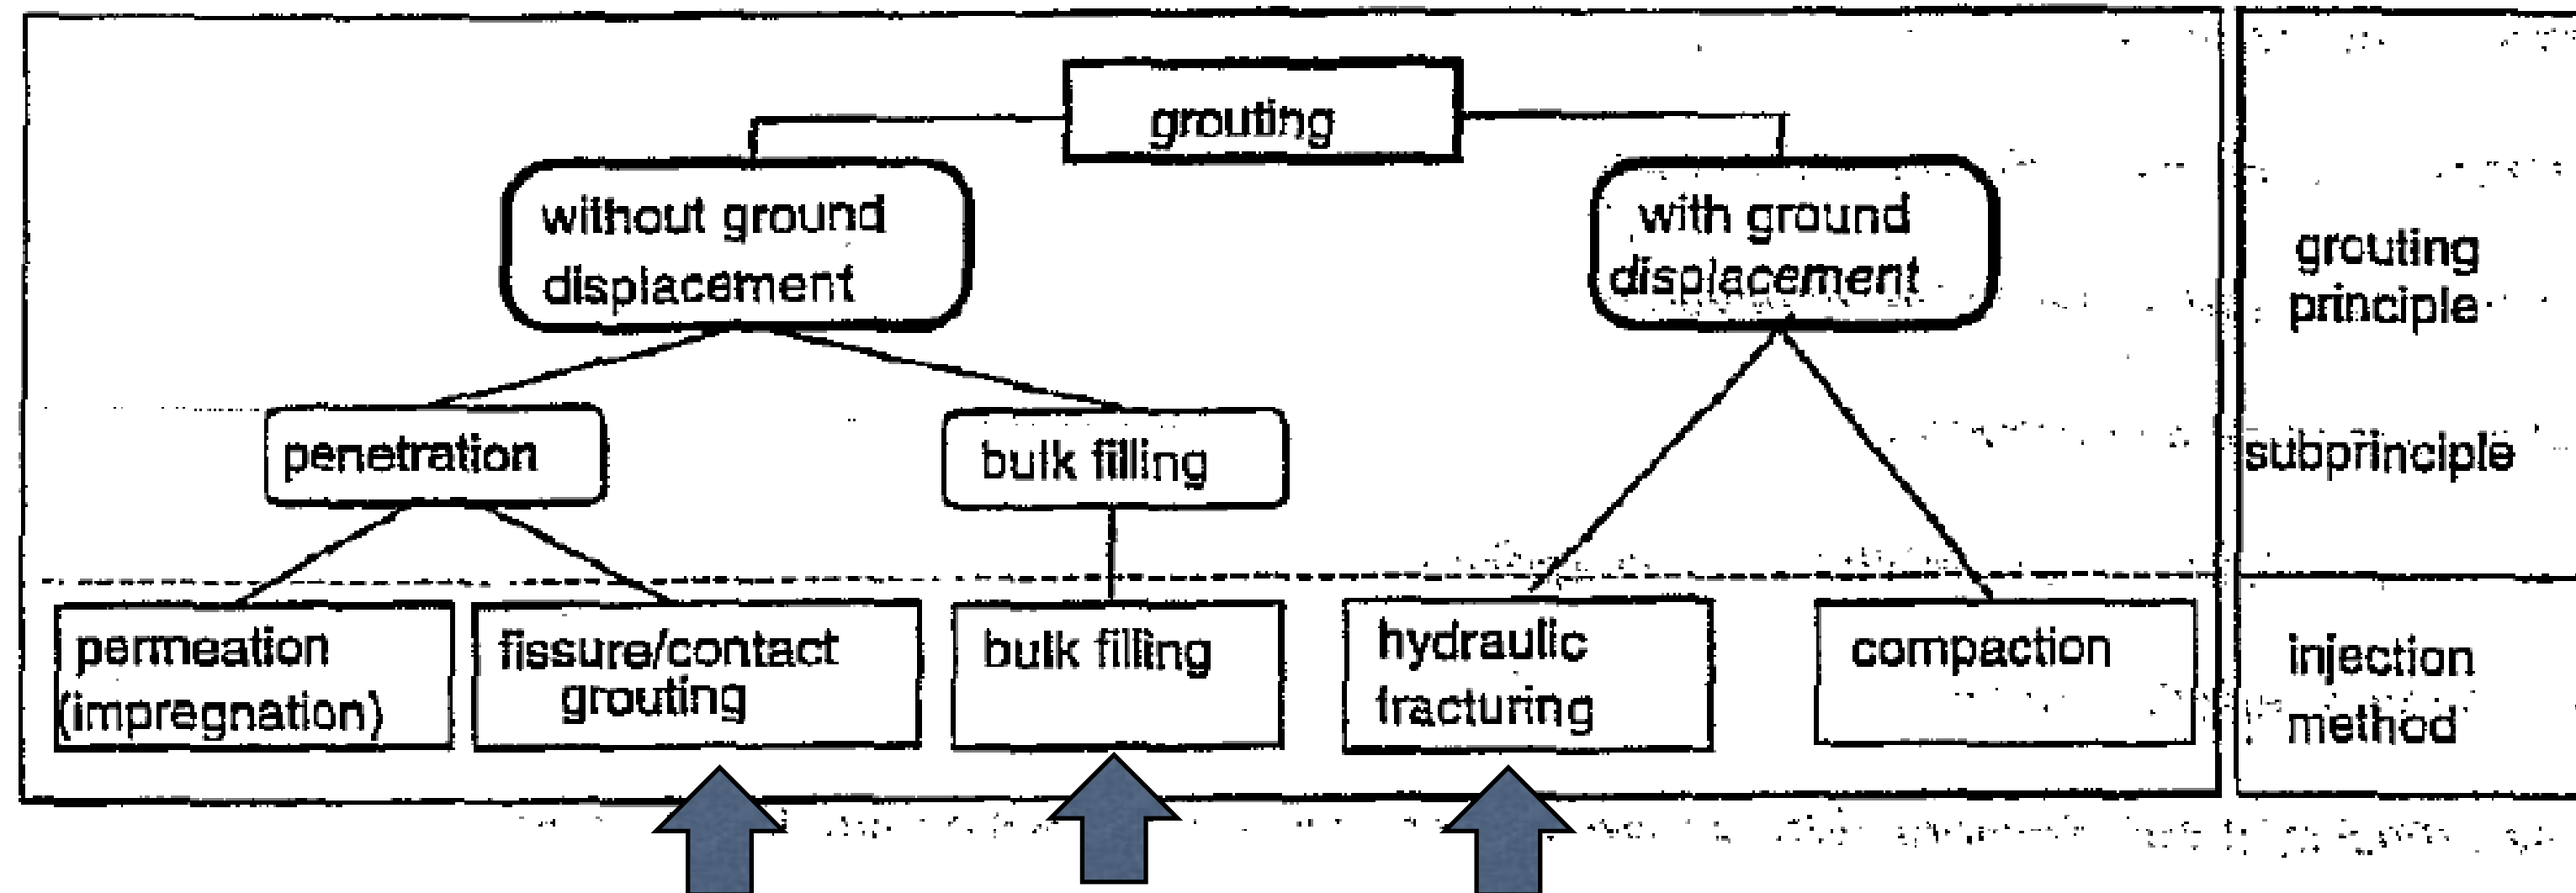 grouting
without ground
displacement
with ground
displacement
grouting
principle
penetration
bulk filling
subprinciple
permeation
(impregnation)
fissure/contact
grouting
bulk filling
hydraulic
fracturing
compaction
injection
method